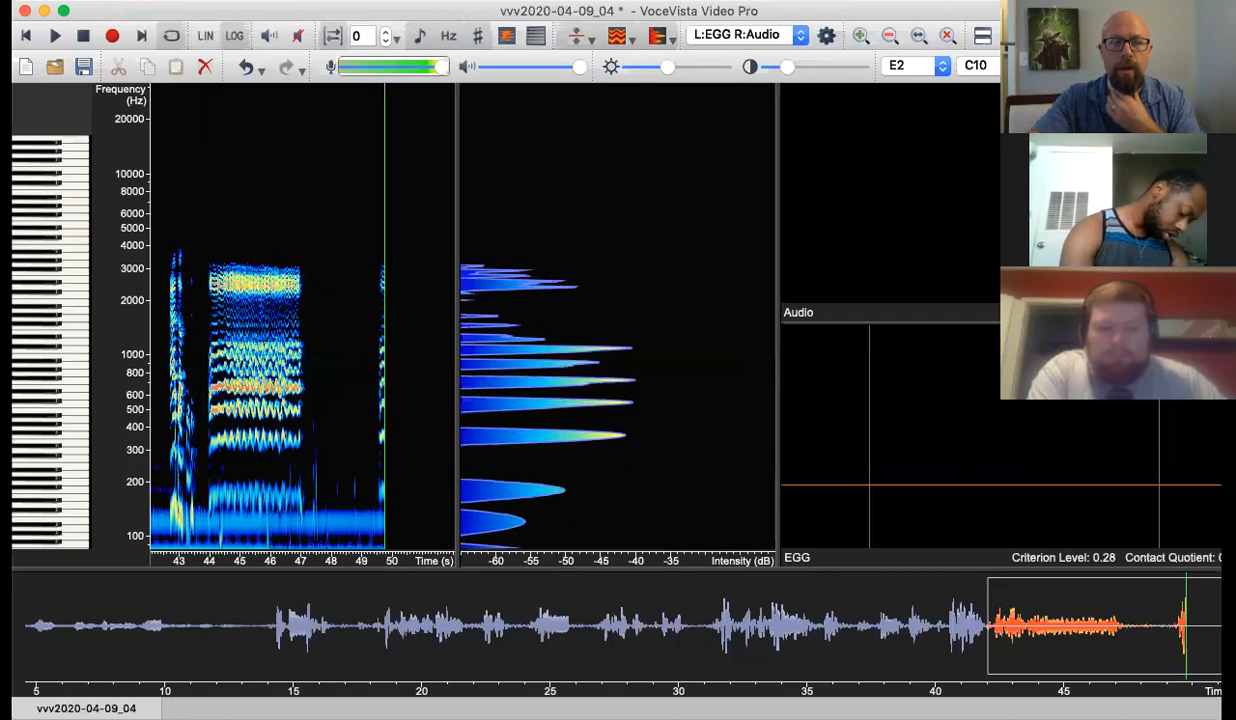 vvv2020-04-09_04 * - VoceVista Video Pro
LIN LOG 0 Hz L:EGG R:Audio
E2 C10
Frequency
(Hz)
20000
10000
8000
6000
5000
4000
3000
2000
1000
800
600
500
400
300
200
100
43 44 45 46 47 48 49 50 Time (s)
-60 -55 -50 -45 -40 -35 Intensity (dB)
Audio
EGG Criterion Level: 0.28 Contact Quotient:
5 10 15 20 25 30 35 40 45
vvv2020-04-09_04